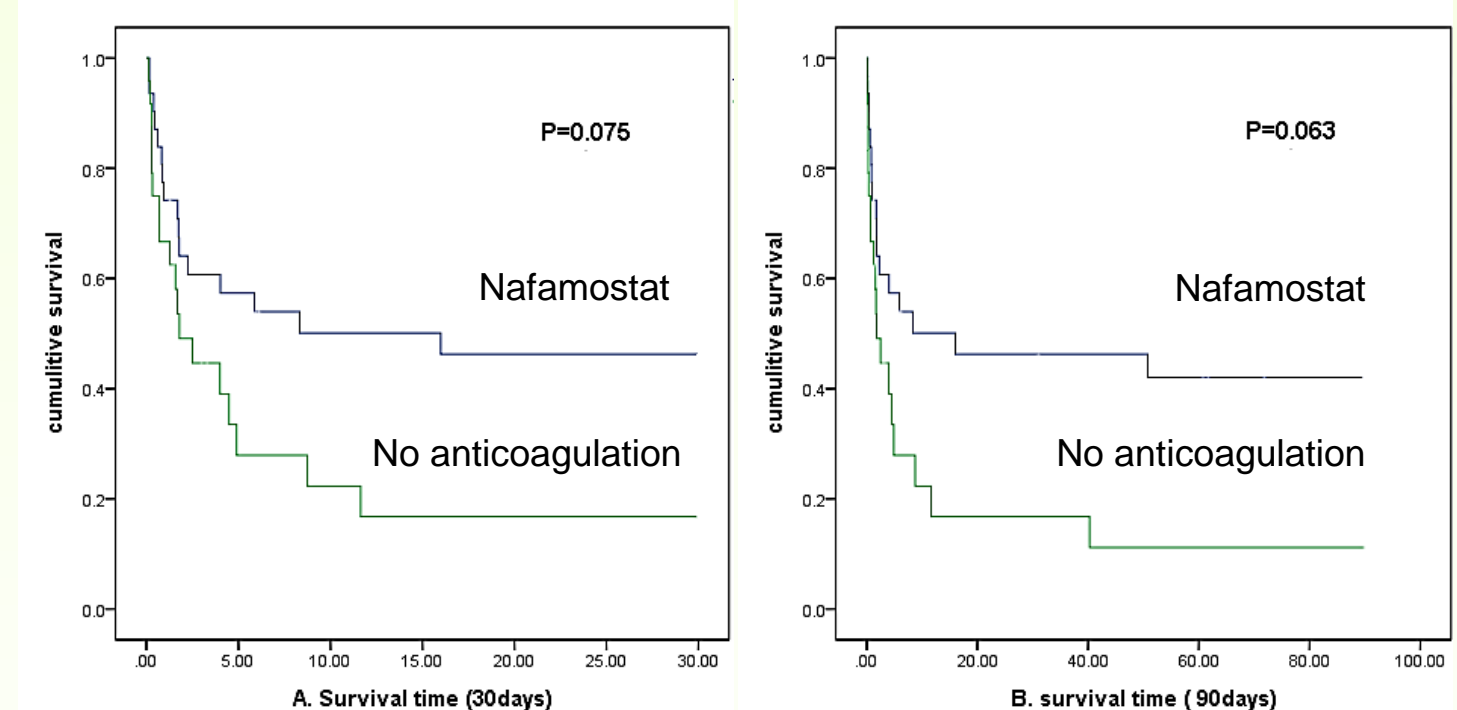 1.0
0.8
0.6
0.4
0.2
0.0
cumulitive survival
P=0.075
Nafamostat
No anticoagulation
.00 5.00 10.00 15.00 20.00 25.00 30.00
A. Survival time (30days)
1.0
0.8
0.6
0.4
0.2
0.0
cumulitive survival
P=0.063
Nafamostat
No anticoagulation
.00 20.00 40.00 60.00 80.00 100.00
B. survival time ( 90days)